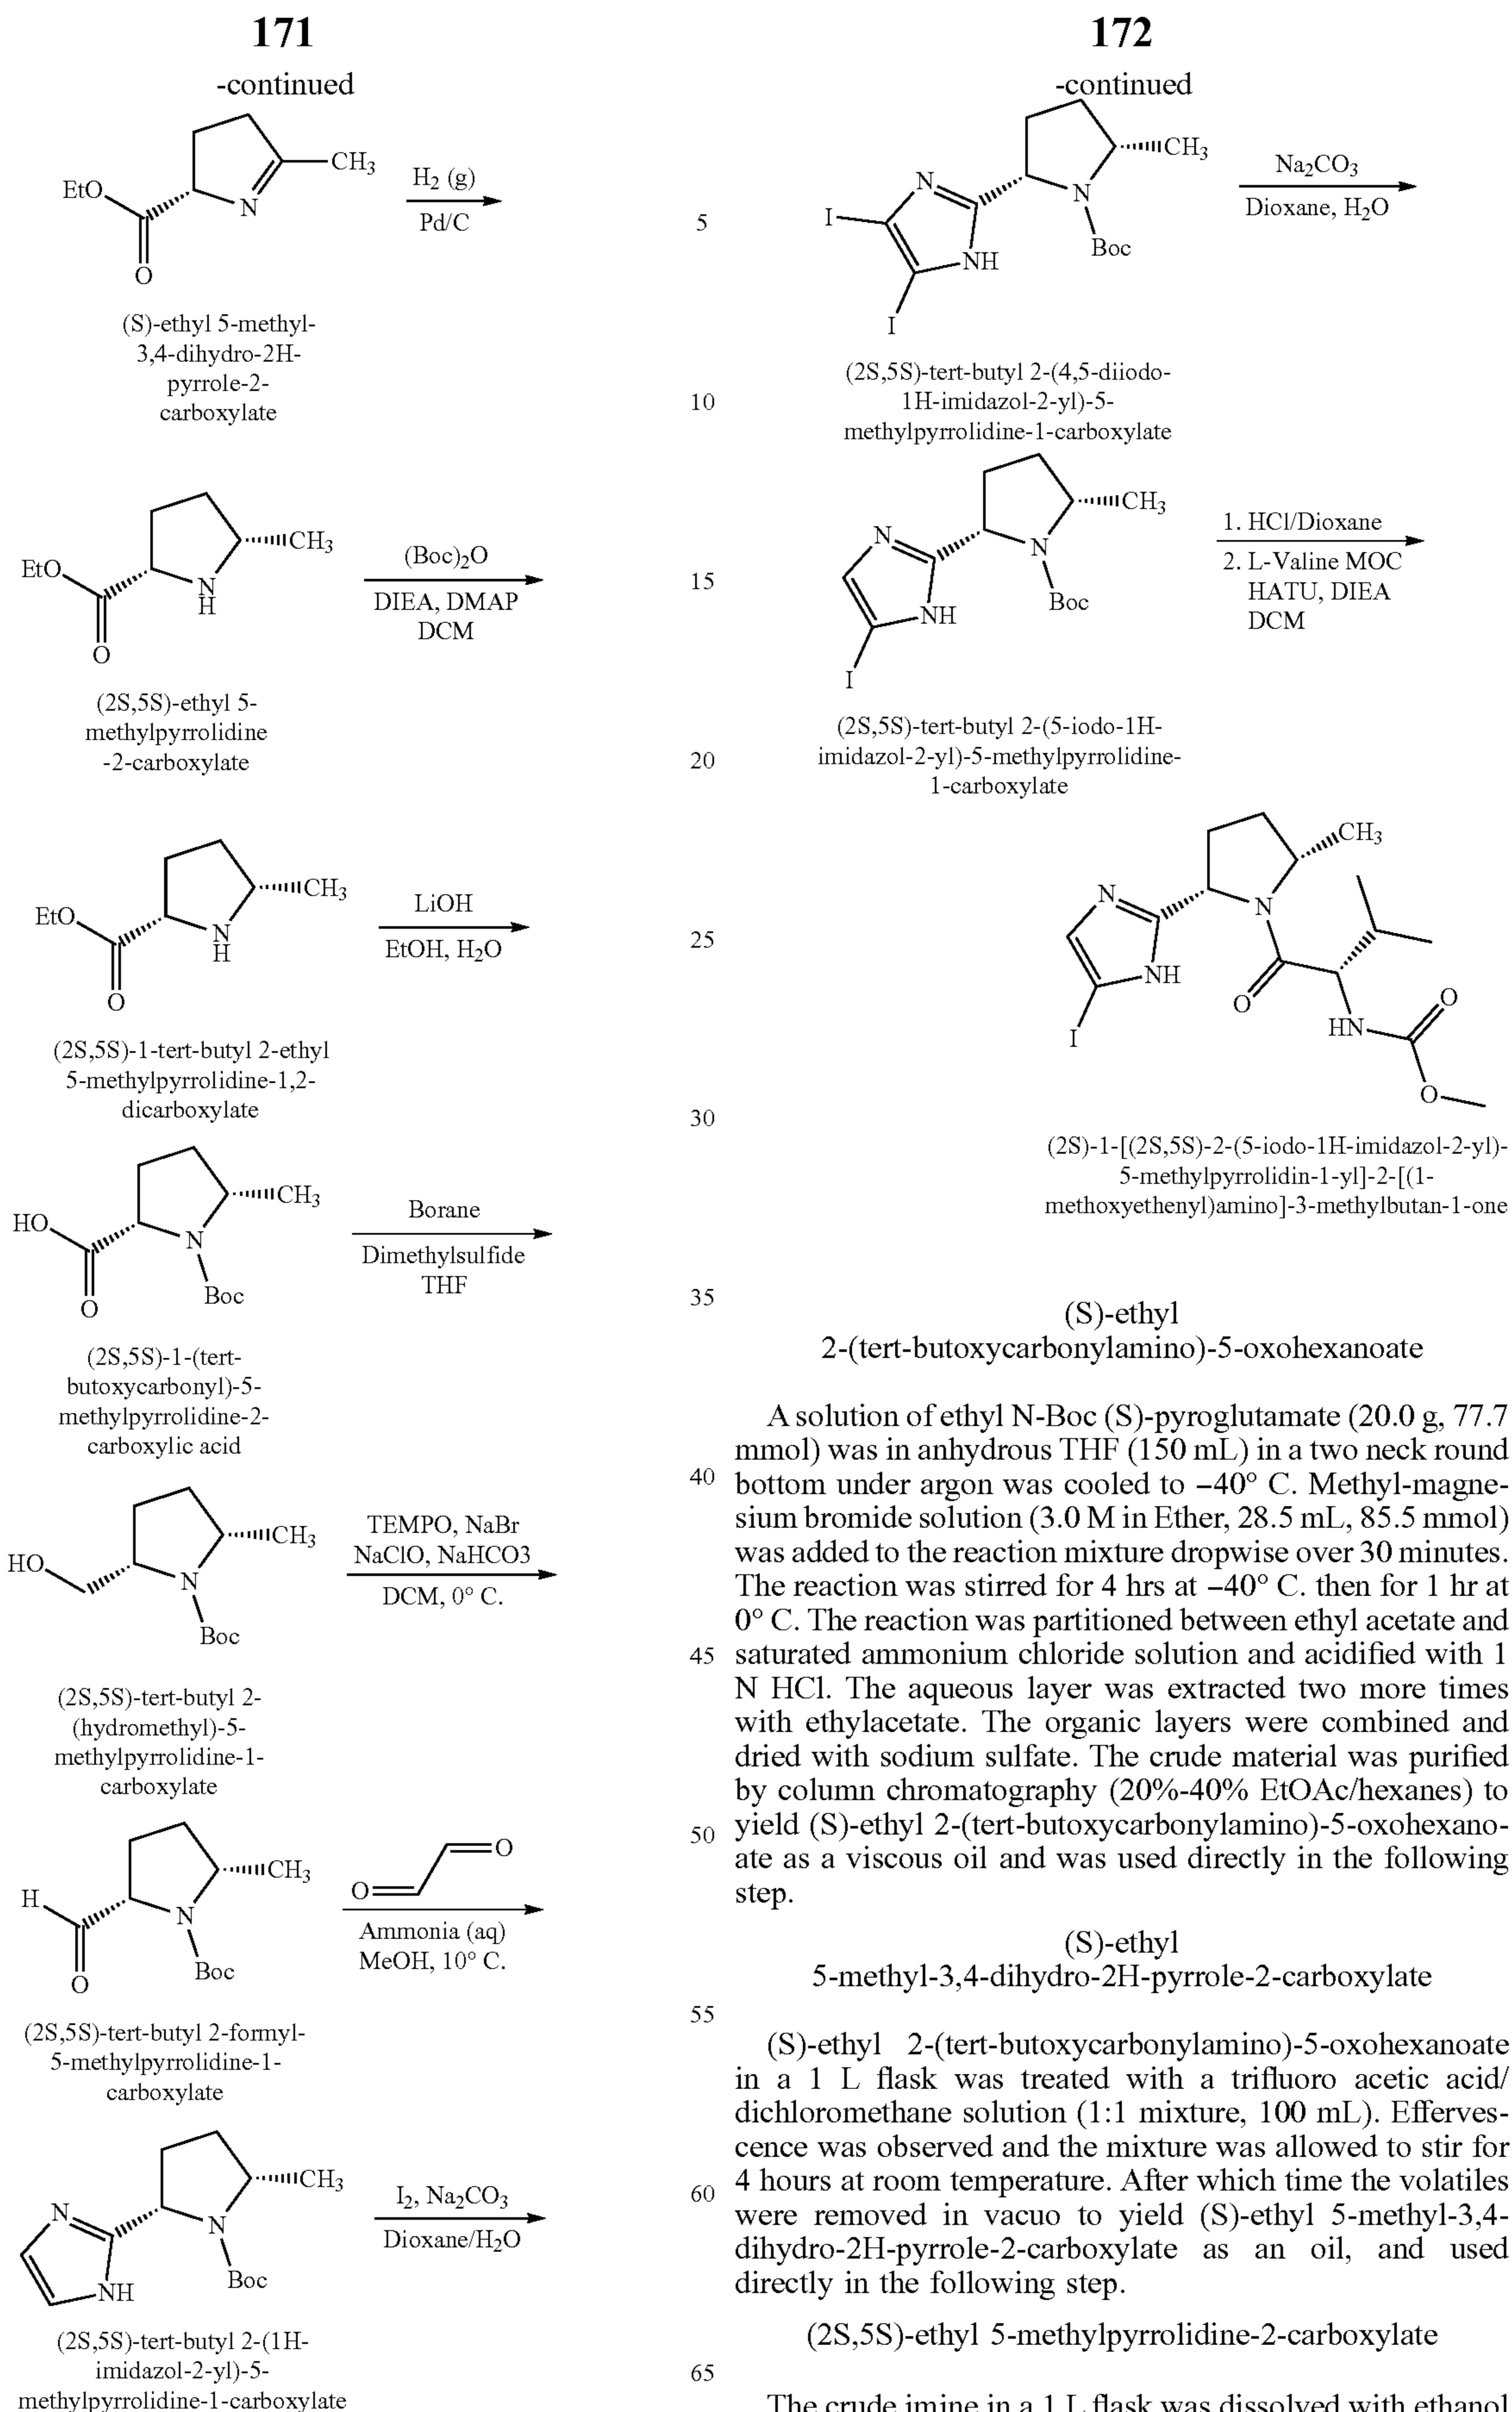 171
-continued
CH3
EtO
N
O
H2 (g)
Pd/C
(S)-ethyl 5-methyl-
3,4-dihydro-2H-
pyrrole-2-
carboxylate
CH3
EtO
N
H
O
(Boc)2O
DIEA, DMAP
DCM
(2S,5S)-ethyl 5-
methylpyrrolidine
-2-carboxylate
CH3
EtO
N
H
O
LiOH
EtOH, H2O
(2S,5S)-1-tert-butyl 2-ethyl
5-methylpyrrolidine-1,2-
dicarboxylate
CH3
HO
N
Boc
O
Borane
Dimethylsulfide
THF
(2S,5S)-1-(tert-
butoxycarbonyl)-5-
methylpyrrolidine-2-
carboxylic acid
CH3
HO
N
Boc
TEMPO, NaBr
NaClO, NaHCO3
DCM, 0° C.
(2S,5S)-tert-butyl 2-
(hydromethyl)-5-
methylpyrrolidine-1-
carboxylate
CH3
H
N
Boc
O
O
O
Ammonia (aq)
MeOH, 10° C.
(2S,5S)-tert-butyl 2-formyl-
5-methylpyrrolidine-1-
carboxylate
CH3
N
N
Boc
NH
I2, Na2CO3
Dioxane/H2O
(2S,5S)-tert-butyl 2-(1H-
imidazol-2-yl)-5-
methylpyrrolidine-1-carboxylate
5
10
15
20
25
30
35
40
45
50
55
60
65
172
-continued
CH3
N
N
I
NH
Boc
I
Na2CO3
Dioxane, H2O
(2S,5S)-tert-butyl 2-(4,5-diiodo-
1H-imidazol-2-yl)-5-
methylpyrrolidine-1-carboxylate
CH3
N
N
NH
Boc
I
1. HCl/Dioxane
2. L-Valine MOC
HATU, DIEA
DCM
(2S,5S)-tert-butyl 2-(5-iodo-1H-
imidazol-2-yl)-5-methylpyrrolidine-
1-carboxylate
CH3
N
N
NH
O
O
I
HN
O
(2S)-1-[(2S,5S)-2-(5-iodo-1H-imidazol-2-yl)-
5-methylpyrrolidin-1-yl]-2-[(1-
methoxyethenyl)amino]-3-methylbutan-1-one
(S)-ethyl
2-(tert-butoxycarbonylamino)-5-oxohexanoate
A solution of ethyl N-Boc (S)-pyroglutamate (20.0 g, 77.7
mmol) was in anhydrous THF (150 mL) in a two neck round
bottom under argon was cooled to −40° C. Methyl-magne-
sium bromide solution (3.0 M in Ether, 28.5 mL, 85.5 mmol)
was added to the reaction mixture dropwise over 30 minutes.
The reaction was stirred for 4 hrs at −40° C. then for 1 hr at
0° C. The reaction was partitioned between ethyl acetate and
saturated ammonium chloride solution and acidified with 1
N HCl. The aqueous layer was extracted two more times
with ethylacetate. The organic layers were combined and
dried with sodium sulfate. The crude material was purified
by column chromatography (20%-40% EtOAc/hexanes) to
yield (S)-ethyl 2-(tert-butoxycarbonylamino)-5-oxohexano-
ate as a viscous oil and was used directly in the following
step.
(S)-ethyl
5-methyl-3,4-dihydro-2H-pyrrole-2-carboxylate
(S)-ethyl 2-(tert-butoxycarbonylamino)-5-oxohexanoate
in a 1 L flask was treated with a trifluoro acetic acid/
dichloromethane solution (1:1 mixture, 100 mL). Efferves-
cence was observed and the mixture was allowed to stir for
4 hours at room temperature. After which time the volatiles
were removed in vacuo to yield (S)-ethyl 5-methyl-3,4-
dihydro-2H-pyrrole-2-carboxylate as an oil, and used
directly in the following step.
(2S,5S)-ethyl 5-methylpyrrolidine-2-carboxylate
The crude imine in a 1 L flask was dissolved with ethanol